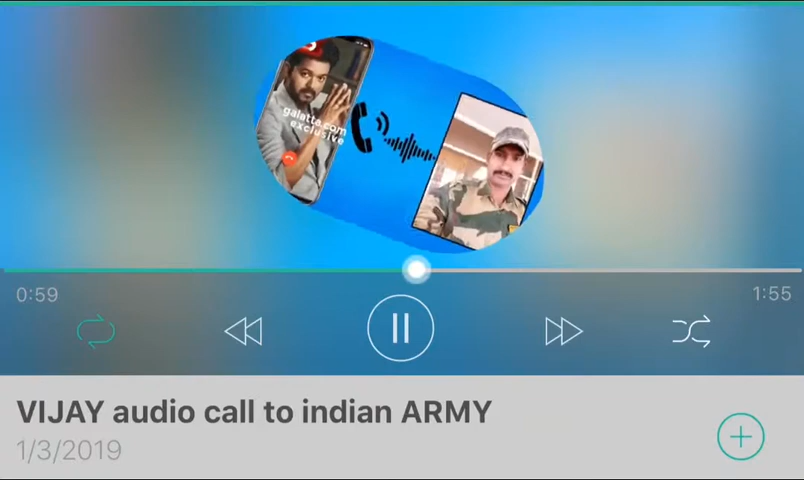 galatta.com
exclusive
0:59
1:55
VIJAY audio call to indian ARMY
1/3/2019